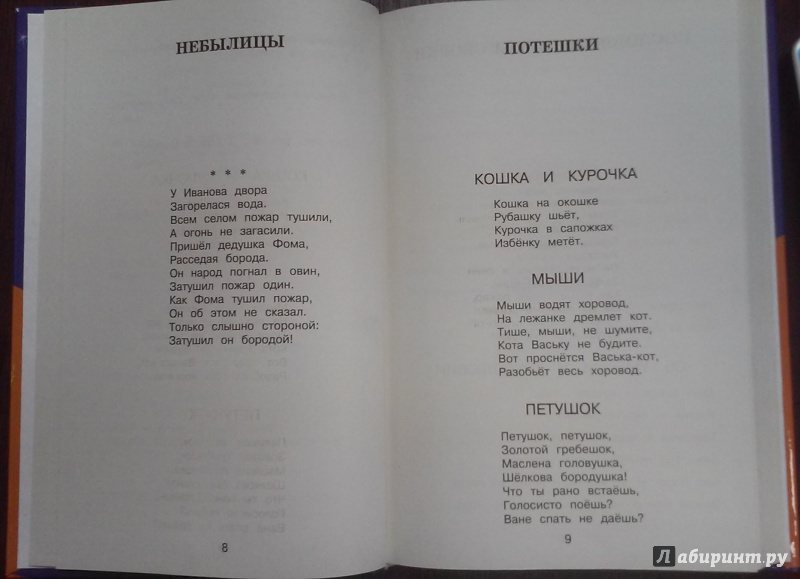 НЕБЫЛИЦЫ
* * *
У Иванова двора
Загорелася вода.
Всем селом пожар тушили,
А огонь не загасили.
Пришёл дедушка Фома,
Расседая борода.
Он народ погнал в овин,
Затушил пожар один.
Как Фома тушил пожар,
Он об этом не сказал.
Только слышно стороной:
Затушил он бородой!
8
ПОТЕШКИ
КОШКА И КУРОЧКА
Кошка на окошке
Рубашку шьёт,
Курочка в сапожках
Избёнку метёт.
МЫШИ
Мыши водят хоровод,
На лежанке дремлет кот.
Тише, мыши, не шумите,
Кота Ваську не будите.
Вот проснётся Васька-кот,
Разобьёт весь хоровод.
ПЕТУШОК
Петушок, петушок,
Золотой гребешок,
Маслена головушка,
Шёлкова бородушка!
Что ты рано встаёшь,
Голосисто поёшь?
Ване спать не даёшь?
9
Лабиринт.ру